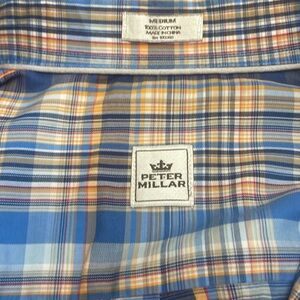 MEDIUM
100% COTTON
MADE IN CHINA
PETER
MILLAR